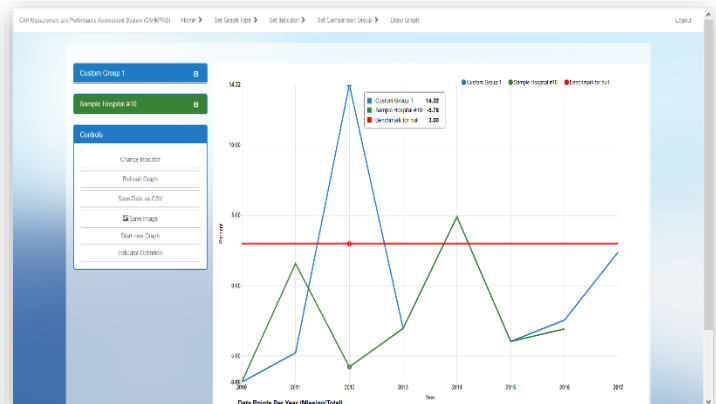 CAH Measurement and Performance Assessment System (CAHMPAS) Home Set Graph Type Set Indicator Set Comparison Group Draw Graph Logout
Custom Group 1
Sample Hospital #10
Controls
Change Indicator
Refresh Graph
Save Data as CSV
Save Image
Start new Graph
Indicator Definition
Custom Group 1 Sample Hospital #10 Benchmark for null
14.32
Custom Group 1 14.32
Sample Hospital #10 -5.78
Benchmark for null 3.00
10.00
5.00
Percent
0.00
-5.00
2010 2011 2012 2013 2014 2015 2016 2017
Year
Data Points Per Year (Missing/Total)